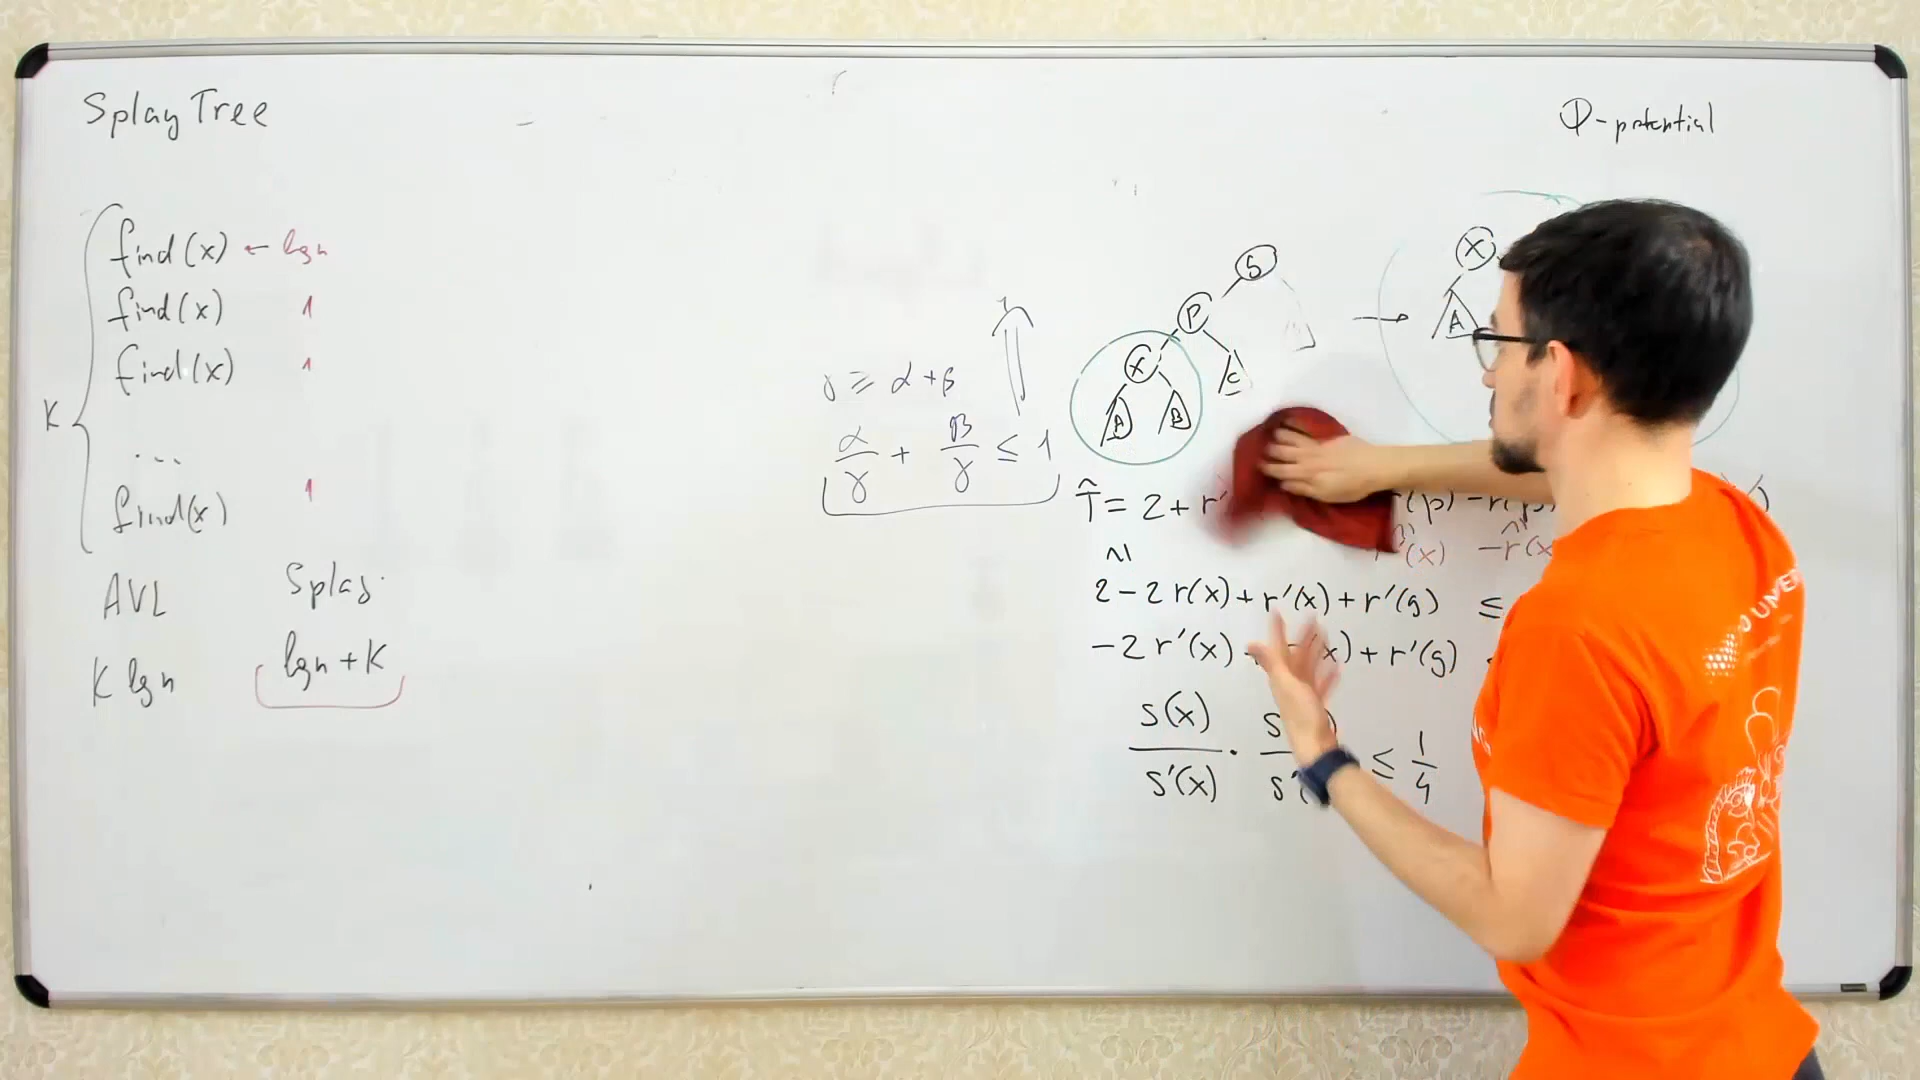 Splay Tree
Φ-potential
find(x) ← lg n
find(x) 1
find(x) 1
...
find(x) 1
K
AVL Splay
K lg n lg n + K
γ ≥ α + β
α/γ + β/γ ≤ 1
G
P
X
A B C
X
A
T̂ = 2 + r'
r(p) - r(p)
r'(x) - r(x
2 - 2 r(x) + r'(x) + r'(g) ≤
- 2 r'(x) x) + r'(g)
s(x)/s'(x) · s/s' ≤ 1/4